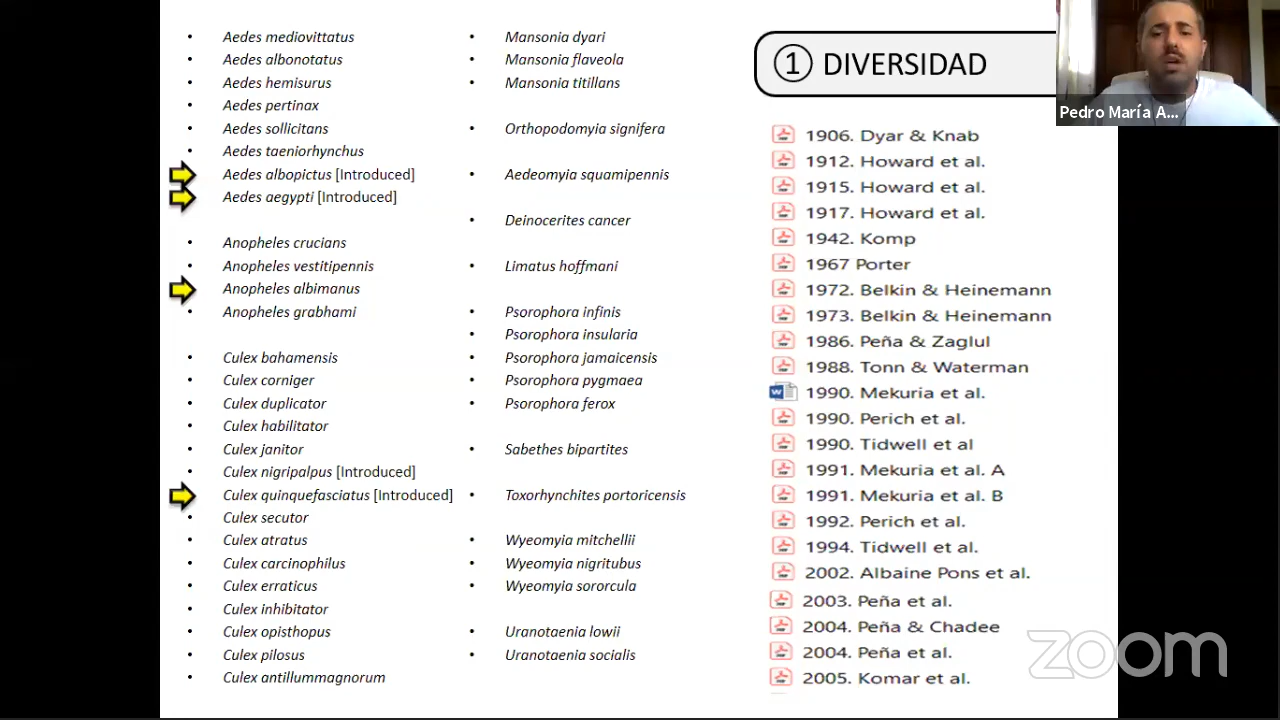 Aedes mediovittatus
Aedes albonotatus
Aedes hemisurus
Aedes pertinax
Aedes sollicitans
Aedes taeniorhynchus
Aedes albopictus [Introduced]
Aedes aegypti [Introduced]
Anopheles crucians
Anopheles vestitipennis
Anopheles albimanus
Anopheles grabhami
Culex bahamensis
Culex corniger
Culex duplicator
Culex habilitator
Culex janitor
Culex nigripalpus [Introduced]
Culex quinquefasciatus [Introduced]
Culex secutor
Culex atratus
Culex carcinophilus
Culex erraticus
Culex inhibitator
Culex opisthopus
Culex pilosus
Culex antillummagnorum
Mansonia dyari
Mansonia flaveola
Mansonia titillans
Orthopodomyia signifera
Aedeomyia squamipennis
Deinocerites cancer
Limatus hoffmani
Psorophora infinis
Psorophora insularia
Psorophora jamaicensis
Psorophora pygmaea
Psorophora ferox
Sabethes bipartites
Toxorhynchites portoricensis
Wyeomyia mitchellii
Wyeomyia nigritubus
Wyeomyia sororcula
Uranotaenia lowii
Uranotaenia socialis
1 DIVERSIDAD
1906. Dyar & Knab
1912. Howard et al.
1915. Howard et al.
1917. Howard et al.
1942. Komp
1967 Porter
1972. Belkin & Heinemann
1973. Belkin & Heinemann
1986. Peña & Zaglul
1988. Tonn & Waterman
1990. Mekuria et al.
1990. Perich et al.
1990. Tidwell et al
1991. Mekuria et al. A
1991. Mekuria et al. B
1992. Perich et al.
1994. Tidwell et al.
2002. Albaine Pons et al.
2003. Peña et al.
2004. Peña & Chadee
2004. Peña et al.
2005. Komar et al.
Pedro María A...
zoom